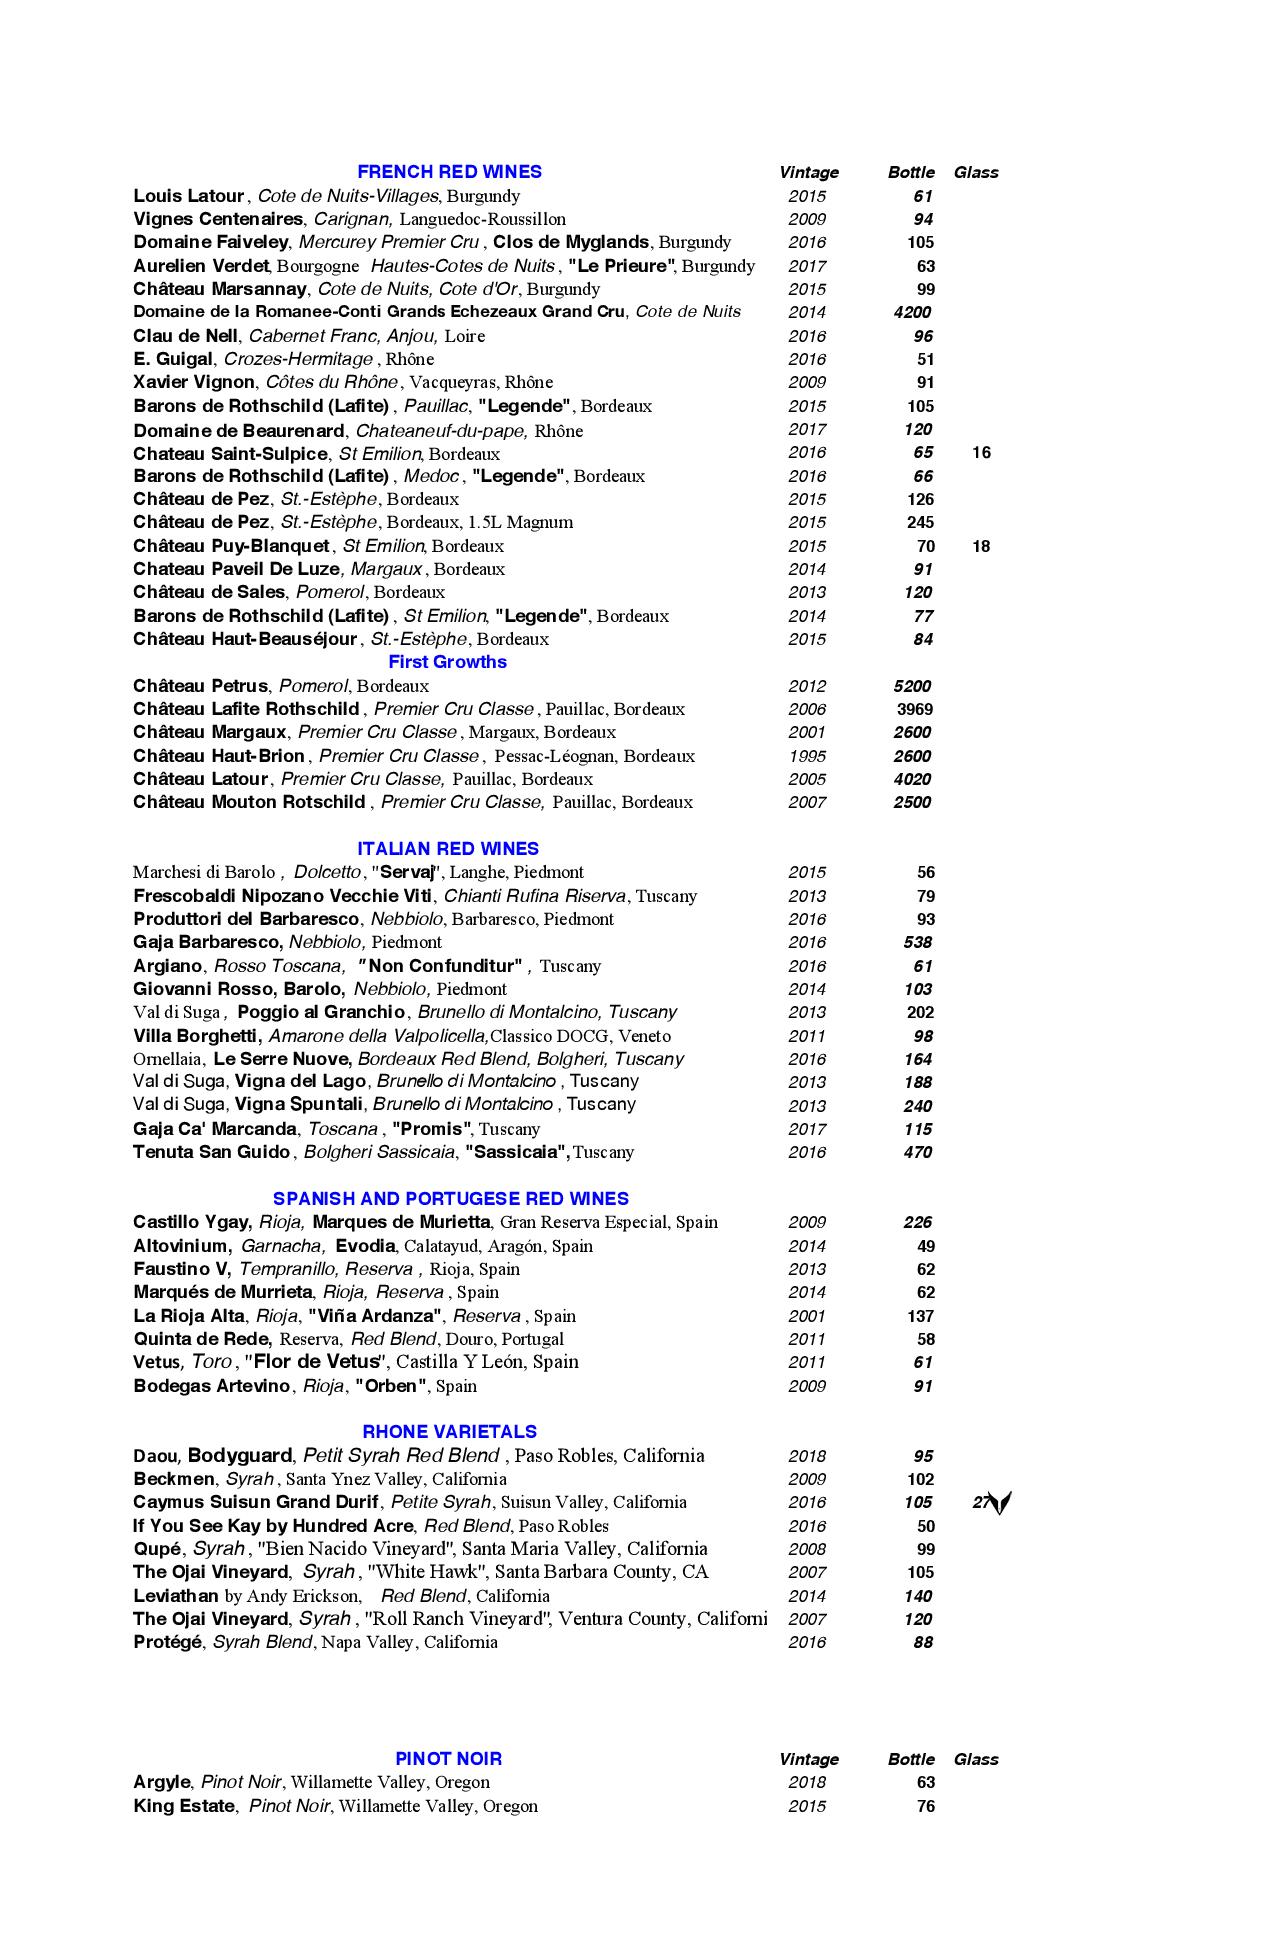 FRENCH RED WINES Vintage Bottle Glass
Louis Latour, Cote de Nuits-Villages, Burgundy 2015 61
Vignes Centenaires, Carignan, Languedoc-Roussillon 2009 94
Domaine Faiveley, Mercurey Premier Cru, Clos de Myglands, Burgundy 2016 105
Aurelien Verdet, Bourgogne Hautes-Cotes de Nuits, "Le Prieure", Burgundy 2017 63
Château Marsannay, Cote de Nuits, Cote d'Or, Burgundy 2015 99
Domaine de la Romanee-Conti Grands Echezeaux Grand Cru, Cote de Nuits 2014 4200
Clau de Nell, Cabernet Franc, Anjou, Loire 2016 96
E. Guigal, Crozes-Hermitage, Rhône 2016 51
Xavier Vignon, Côtes du Rhône, Vacqueyras, Rhône 2009 91
Barons de Rothschild (Lafite), Pauillac, "Legende", Bordeaux 2015 105
Domaine de Beaurenard, Chateaneuf-du-pape, Rhône 2017 120
Chateau Saint-Sulpice, St Emilion, Bordeaux 2016 65 16
Barons de Rothschild (Lafite), Medoc, "Legende", Bordeaux 2016 66
Château de Pez, St.-Estèphe, Bordeaux 2015 126
Château de Pez, St.-Estèphe, Bordeaux, 1.5L Magnum 2015 245
Château Puy-Blanquet, St Emilion, Bordeaux 2015 70 18
Chateau Paveil De Luze, Margaux, Bordeaux 2014 91
Château de Sales, Pomerol, Bordeaux 2013 120
Barons de Rothschild (Lafite), St Emilion, "Legende", Bordeaux 2014 77
Château Haut-Beauséjour, St.-Estèphe, Bordeaux 2015 84
First Growths
Château Petrus, Pomerol, Bordeaux 2012 5200
Château Lafite Rothschild, Premier Cru Classe, Pauillac, Bordeaux 2006 3969
Château Margaux, Premier Cru Classe, Margaux, Bordeaux 2001 2600
Château Haut-Brion, Premier Cru Classe, Pessac-Léognan, Bordeaux 1995 2600
Château Latour, Premier Cru Classe, Pauillac, Bordeaux 2005 4020
Château Mouton Rotschild, Premier Cru Classe, Pauillac, Bordeaux 2007 2500
ITALIAN RED WINES
Marchesi di Barolo, Dolcetto, "Servaj", Langhe, Piedmont 2015 56
Frescobaldi Nipozano Vecchie Viti, Chianti Rufina Riserva, Tuscany 2013 79
Produttori del Barbaresco, Nebbiolo, Barbaresco, Piedmont 2016 93
Gaja Barbaresco, Nebbiolo, Piedmont 2016 538
Argiano, Rosso Toscana, "Non Confunditur", Tuscany 2016 61
Giovanni Rosso, Barolo, Nebbiolo, Piedmont 2014 103
Val di Suga, Poggio al Granchio, Brunello di Montalcino, Tuscany 2013 202
Villa Borghetti, Amarone della Valpolicella,Classico DOCG, Veneto 2011 98
Ornellaia, Le Serre Nuove, Bordeaux Red Blend, Bolgheri, Tuscany 2016 164
Val di Suga, Vigna del Lago, Brunello di Montalcino, Tuscany 2013 188
Val di Suga, Vigna Spuntali, Brunello di Montalcino, Tuscany 2013 240
Gaja Ca' Marcanda, Toscana, "Promis", Tuscany 2017 115
Tenuta San Guido, Bolgheri Sassicaia, "Sassicaia", Tuscany 2016 470
SPANISH AND PORTUGESE RED WINES
Castillo Ygay, Rioja, Marques de Murietta, Gran Reserva Especial, Spain 2009 226
Altovinium, Garnacha, Evodia, Calatayud, Aragón, Spain 2014 49
Faustino V, Tempranillo, Reserva, Rioja, Spain 2013 62
Marqués de Murrieta, Rioja, Reserva, Spain 2014 62
La Rioja Alta, Rioja, "Viña Ardanza", Reserva, Spain 2001 137
Quinta de Rede, Reserva, Red Blend, Douro, Portugal 2011 58
Vetus, Toro, "Flor de Vetus", Castilla Y León, Spain 2011 61
Bodegas Artevino, Rioja, "Orben", Spain 2009 91
RHONE VARIETALS
Daou, Bodyguard, Petit Syrah Red Blend, Paso Robles, California 2018 95
Beckmen, Syrah, Santa Ynez Valley, California 2009 102
Caymus Suisun Grand Durif, Petite Syrah, Suisun Valley, California 2016 105 27
If You See Kay by Hundred Acre, Red Blend, Paso Robles 2016 50
Qupé, Syrah, "Bien Nacido Vineyard", Santa Maria Valley, California 2008 99
The Ojai Vineyard, Syrah, "White Hawk", Santa Barbara County, CA 2007 105
Leviathan by Andy Erickson, Red Blend, California 2014 140
The Ojai Vineyard, Syrah, "Roll Ranch Vineyard", Ventura County, Californi 2007 120
Protégé, Syrah Blend, Napa Valley, California 2016 88
PINOT NOIR Vintage Bottle Glass
Argyle, Pinot Noir, Willamette Valley, Oregon 2018 63
King Estate, Pinot Noir, Willamette Valley, Oregon 2015 76